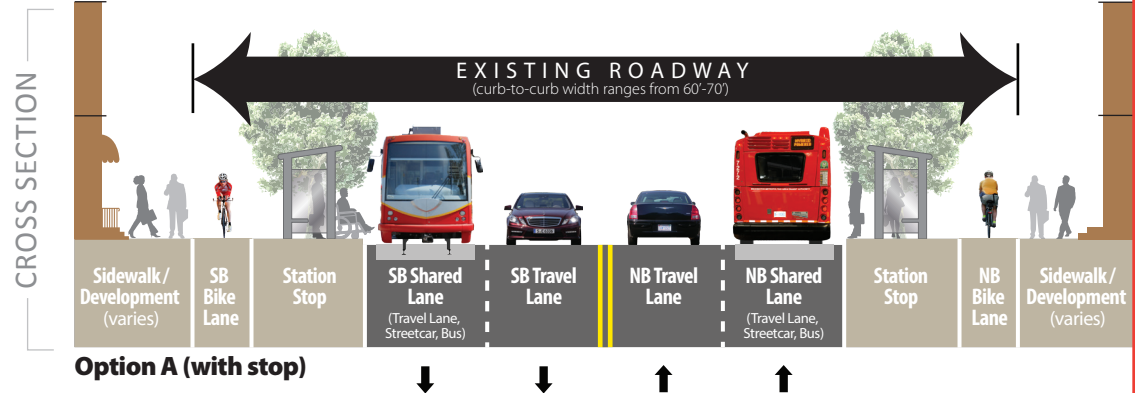 CROSS SECTION
EXISTING ROADWAY
(curb-to-curb width ranges from 60'-70')
Sidewalk /
Development
(varies)
SB
Bike
Lane
Station
Stop
SB Shared
Lane
(Travel Lane,
Streetcar, Bus)
SB Travel
Lane
NB Travel
Lane
NB Shared
Lane
(Travel Lane,
Streetcar, Bus)
Station
Stop
NB
Bike
Lane
Sidewalk /
Development
(varies)
Option A (with stop)